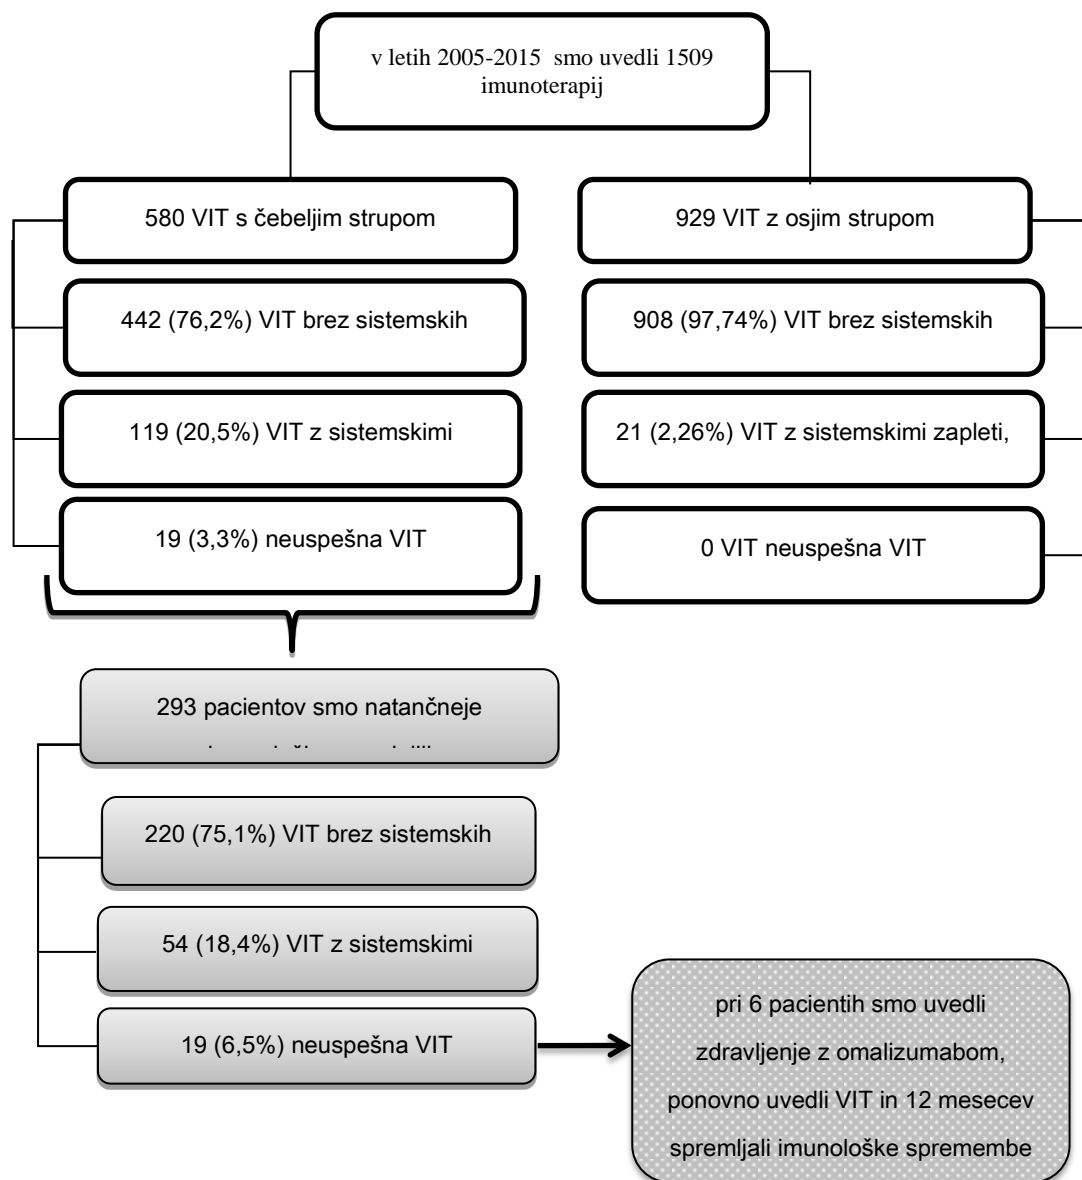 v letih 2005-2015 smo uvedli 1509
imunoterapij
580 VIT s čebeljim strupom
442 (76,2%) VIT brez sistemskih
119 (20,5%) VIT z sistemskimi
19 (3,3%) neuspešna VIT
929 VIT z osjim strupom
908 (97,74%) VIT brez sistemskih
21 (2,26%) VIT z sistemskimi zapleti,
0 VIT neuspešna VIT
293 pacientov smo natančneje
220 (75,1%) VIT brez sistemskih
54 (18,4%) VIT z sistemskimi
19 (6,5%) neuspešna VIT
pri 6 pacientih smo uvedli
zdravljenje z omalizumabom,
ponovno uvedli VIT in 12 mesecev
spremljali imunološke spremembe